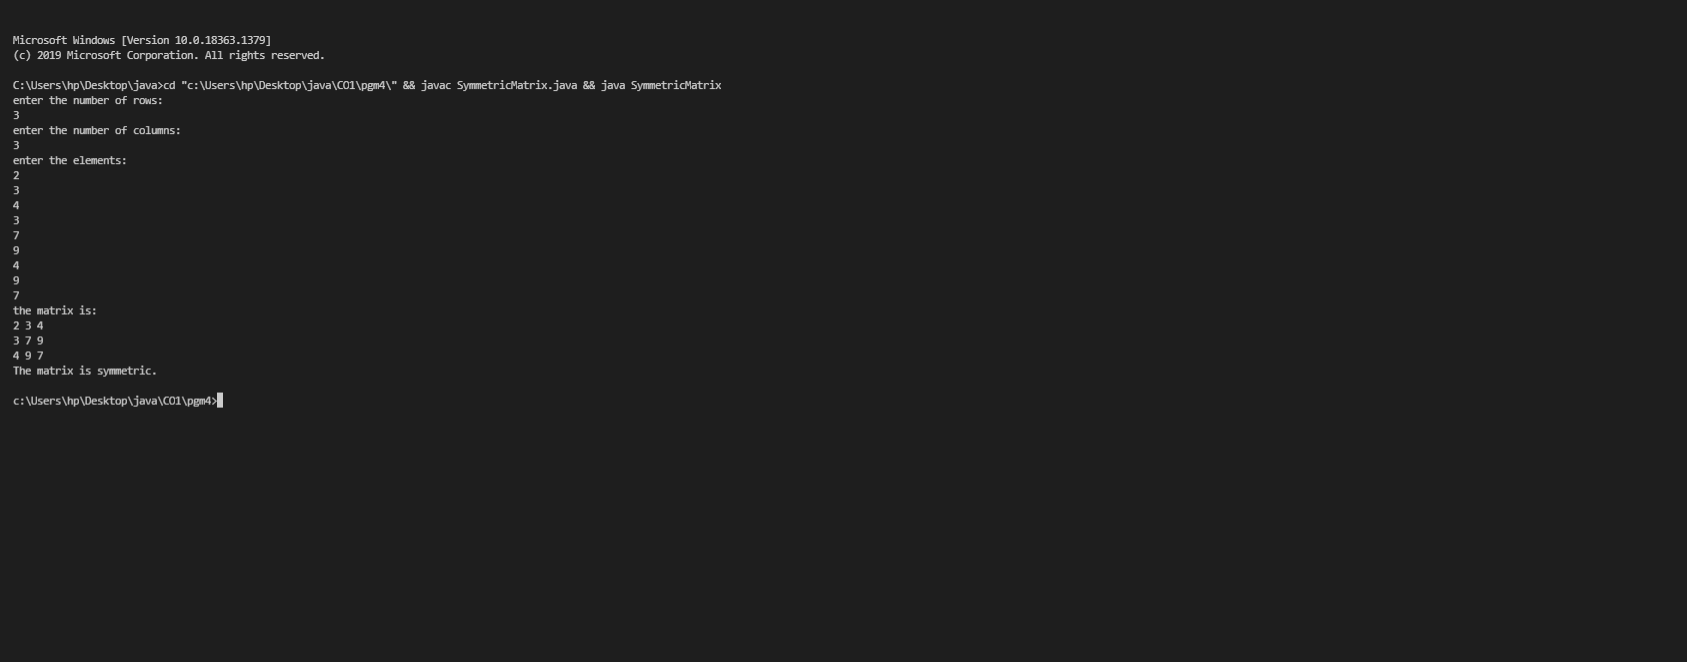 Microsoft Windows [Version 10.0.18363.1379]
(c) 2019 Microsoft Corporation. All rights reserved.
C:\Users\hp\Desktop\java>cd "c:\Users\hp\Desktop\java\CO1\pgm4\" && javac SymmetricMatrix.java && java SymmetricMatrix
enter the number of rows:
3
enter the number of columns:
3
enter the elements:
2
3
4
3
7
9
4
9
7
the matrix is:
2 3 4
3 7 9
4 9 7
The matrix is symmetric.
c:\Users\hp\Desktop\java\CO1\pgm4>